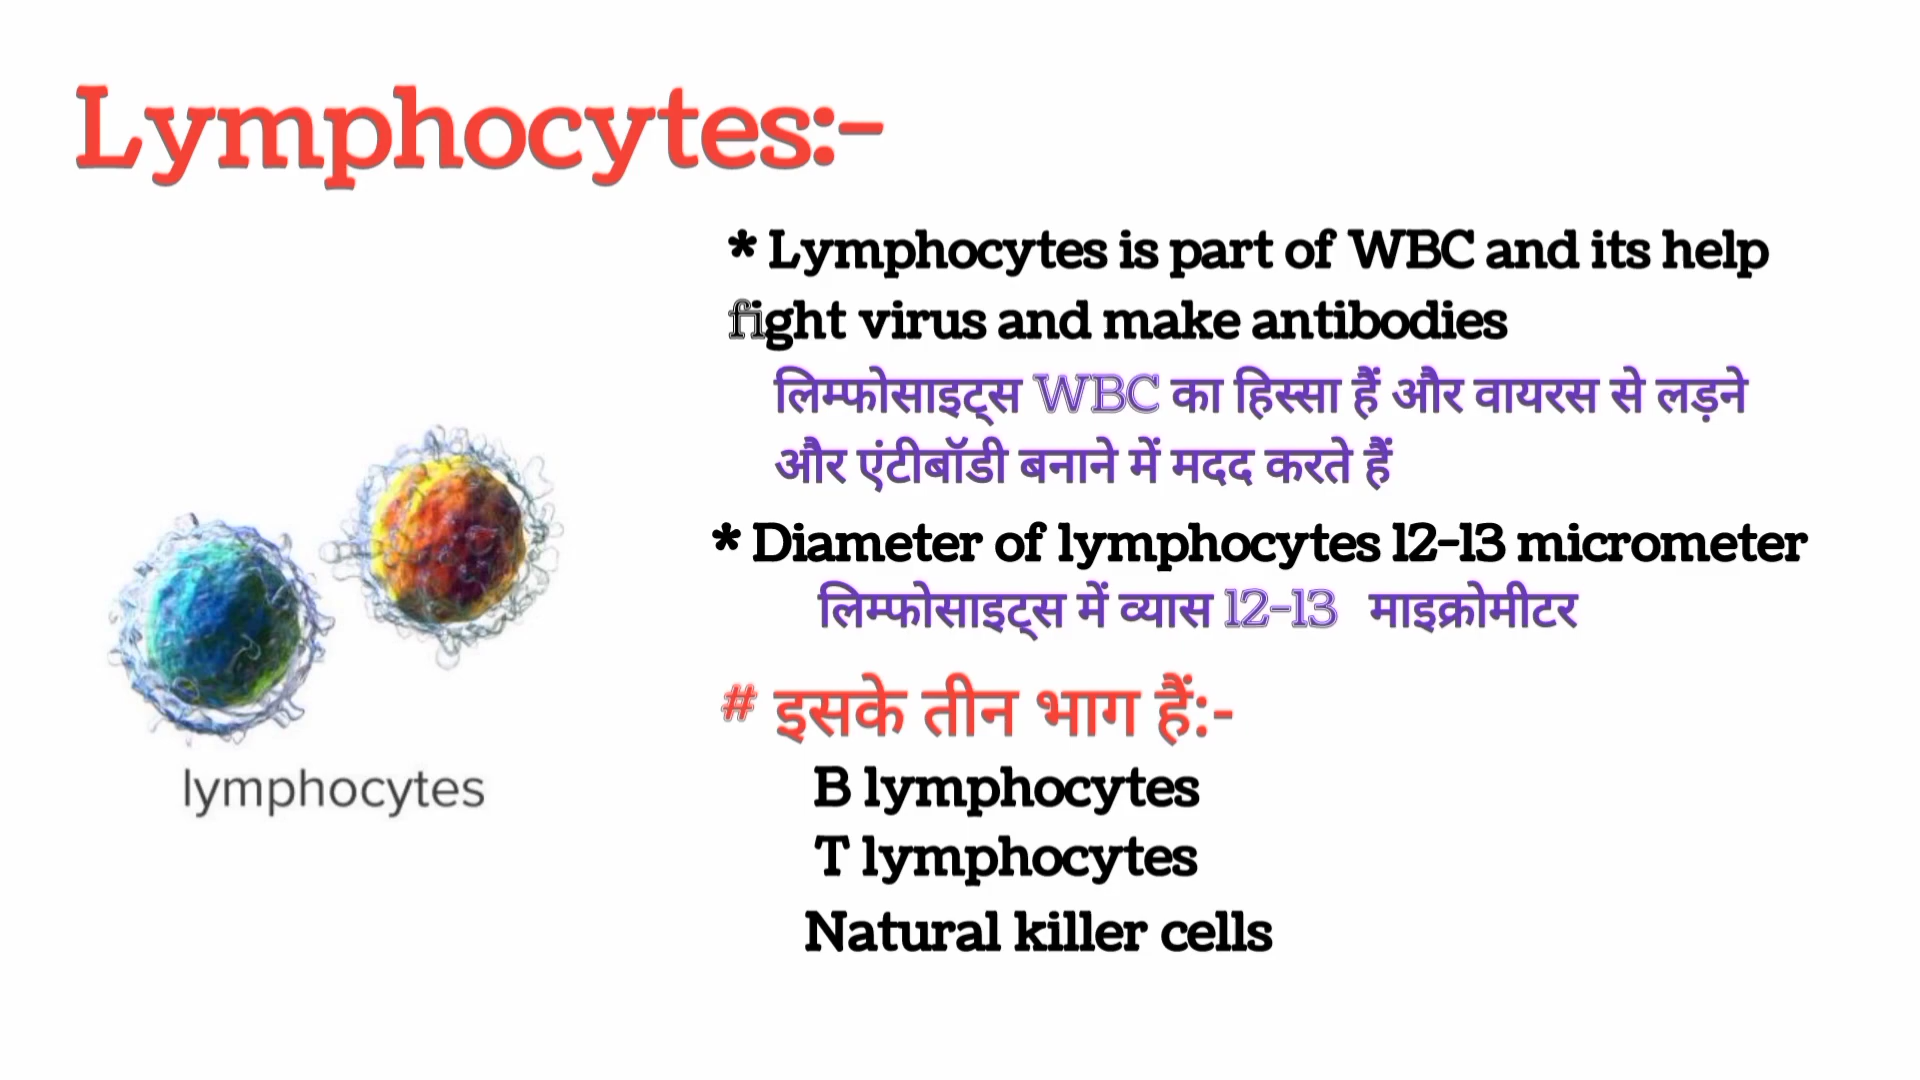 Lymphocytes:-
* Lymphocytes is part of WBC and its help
fight virus and make antibodies
लिम्फोसाइट्स WBC का हिस्सा हैं और वायरस से लड़ने
और एंटीबॉडी बनाने में मदद करते हैं
* Diameter of lymphocytes 12-13 micrometer
लिम्फोसाइट्स में व्यास 12-13 माइक्रोमीटर
# इसके तीन भाग हैं:-
B lymphocytes
T lymphocytes
Natural killer cells
lymphocytes